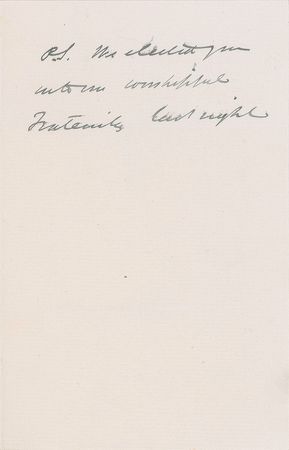 P.S. We elected you
into our worshipful
Fraternity last night